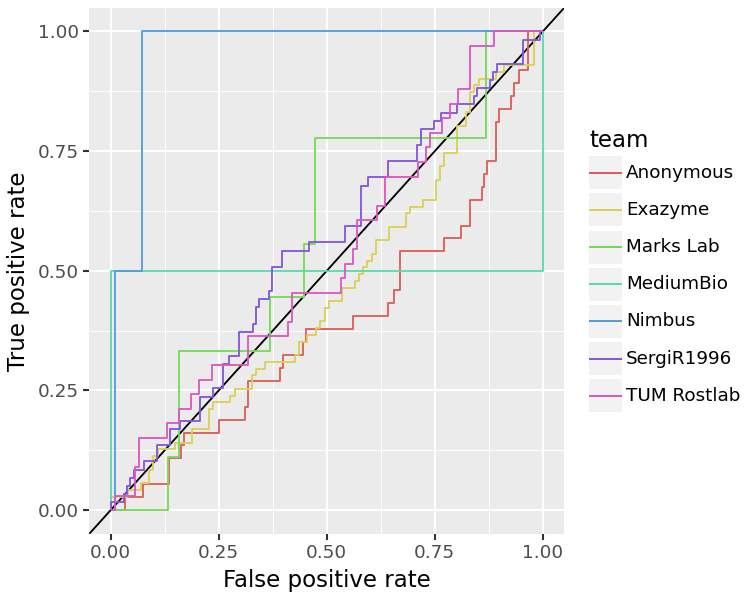 1.00
0.75
0.50
0.25
0.00
True positive rate
0.00 0.25 0.50 0.75 1.00
False positive rate
team
Anonymous
Exazyme
Marks Lab
MediumBio
Nimbus
SergiR1996
TUM Rostlab